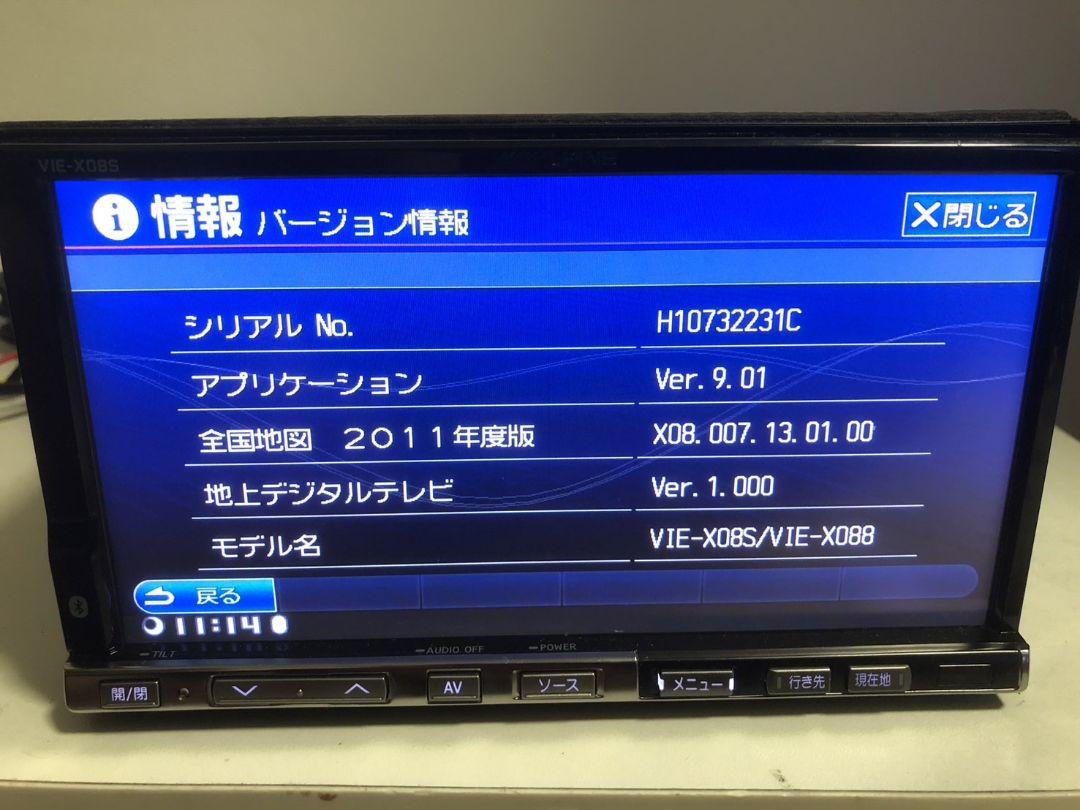 VIE-X08S
情報 バージョン情報
×閉じる
シリアル No. H10732231C
アプリケーション Ver. 9. 01
全国地図 2011年度版 X08. 007. 13. 01. 00
地上デジタルテレビ Ver. 1. 000
モデル名 VIE-X08S/VIE-X088
戻る
11:14
TILT AUDIO OFF POWER
開/閉 AV ソース メニュー 行き先 現在地